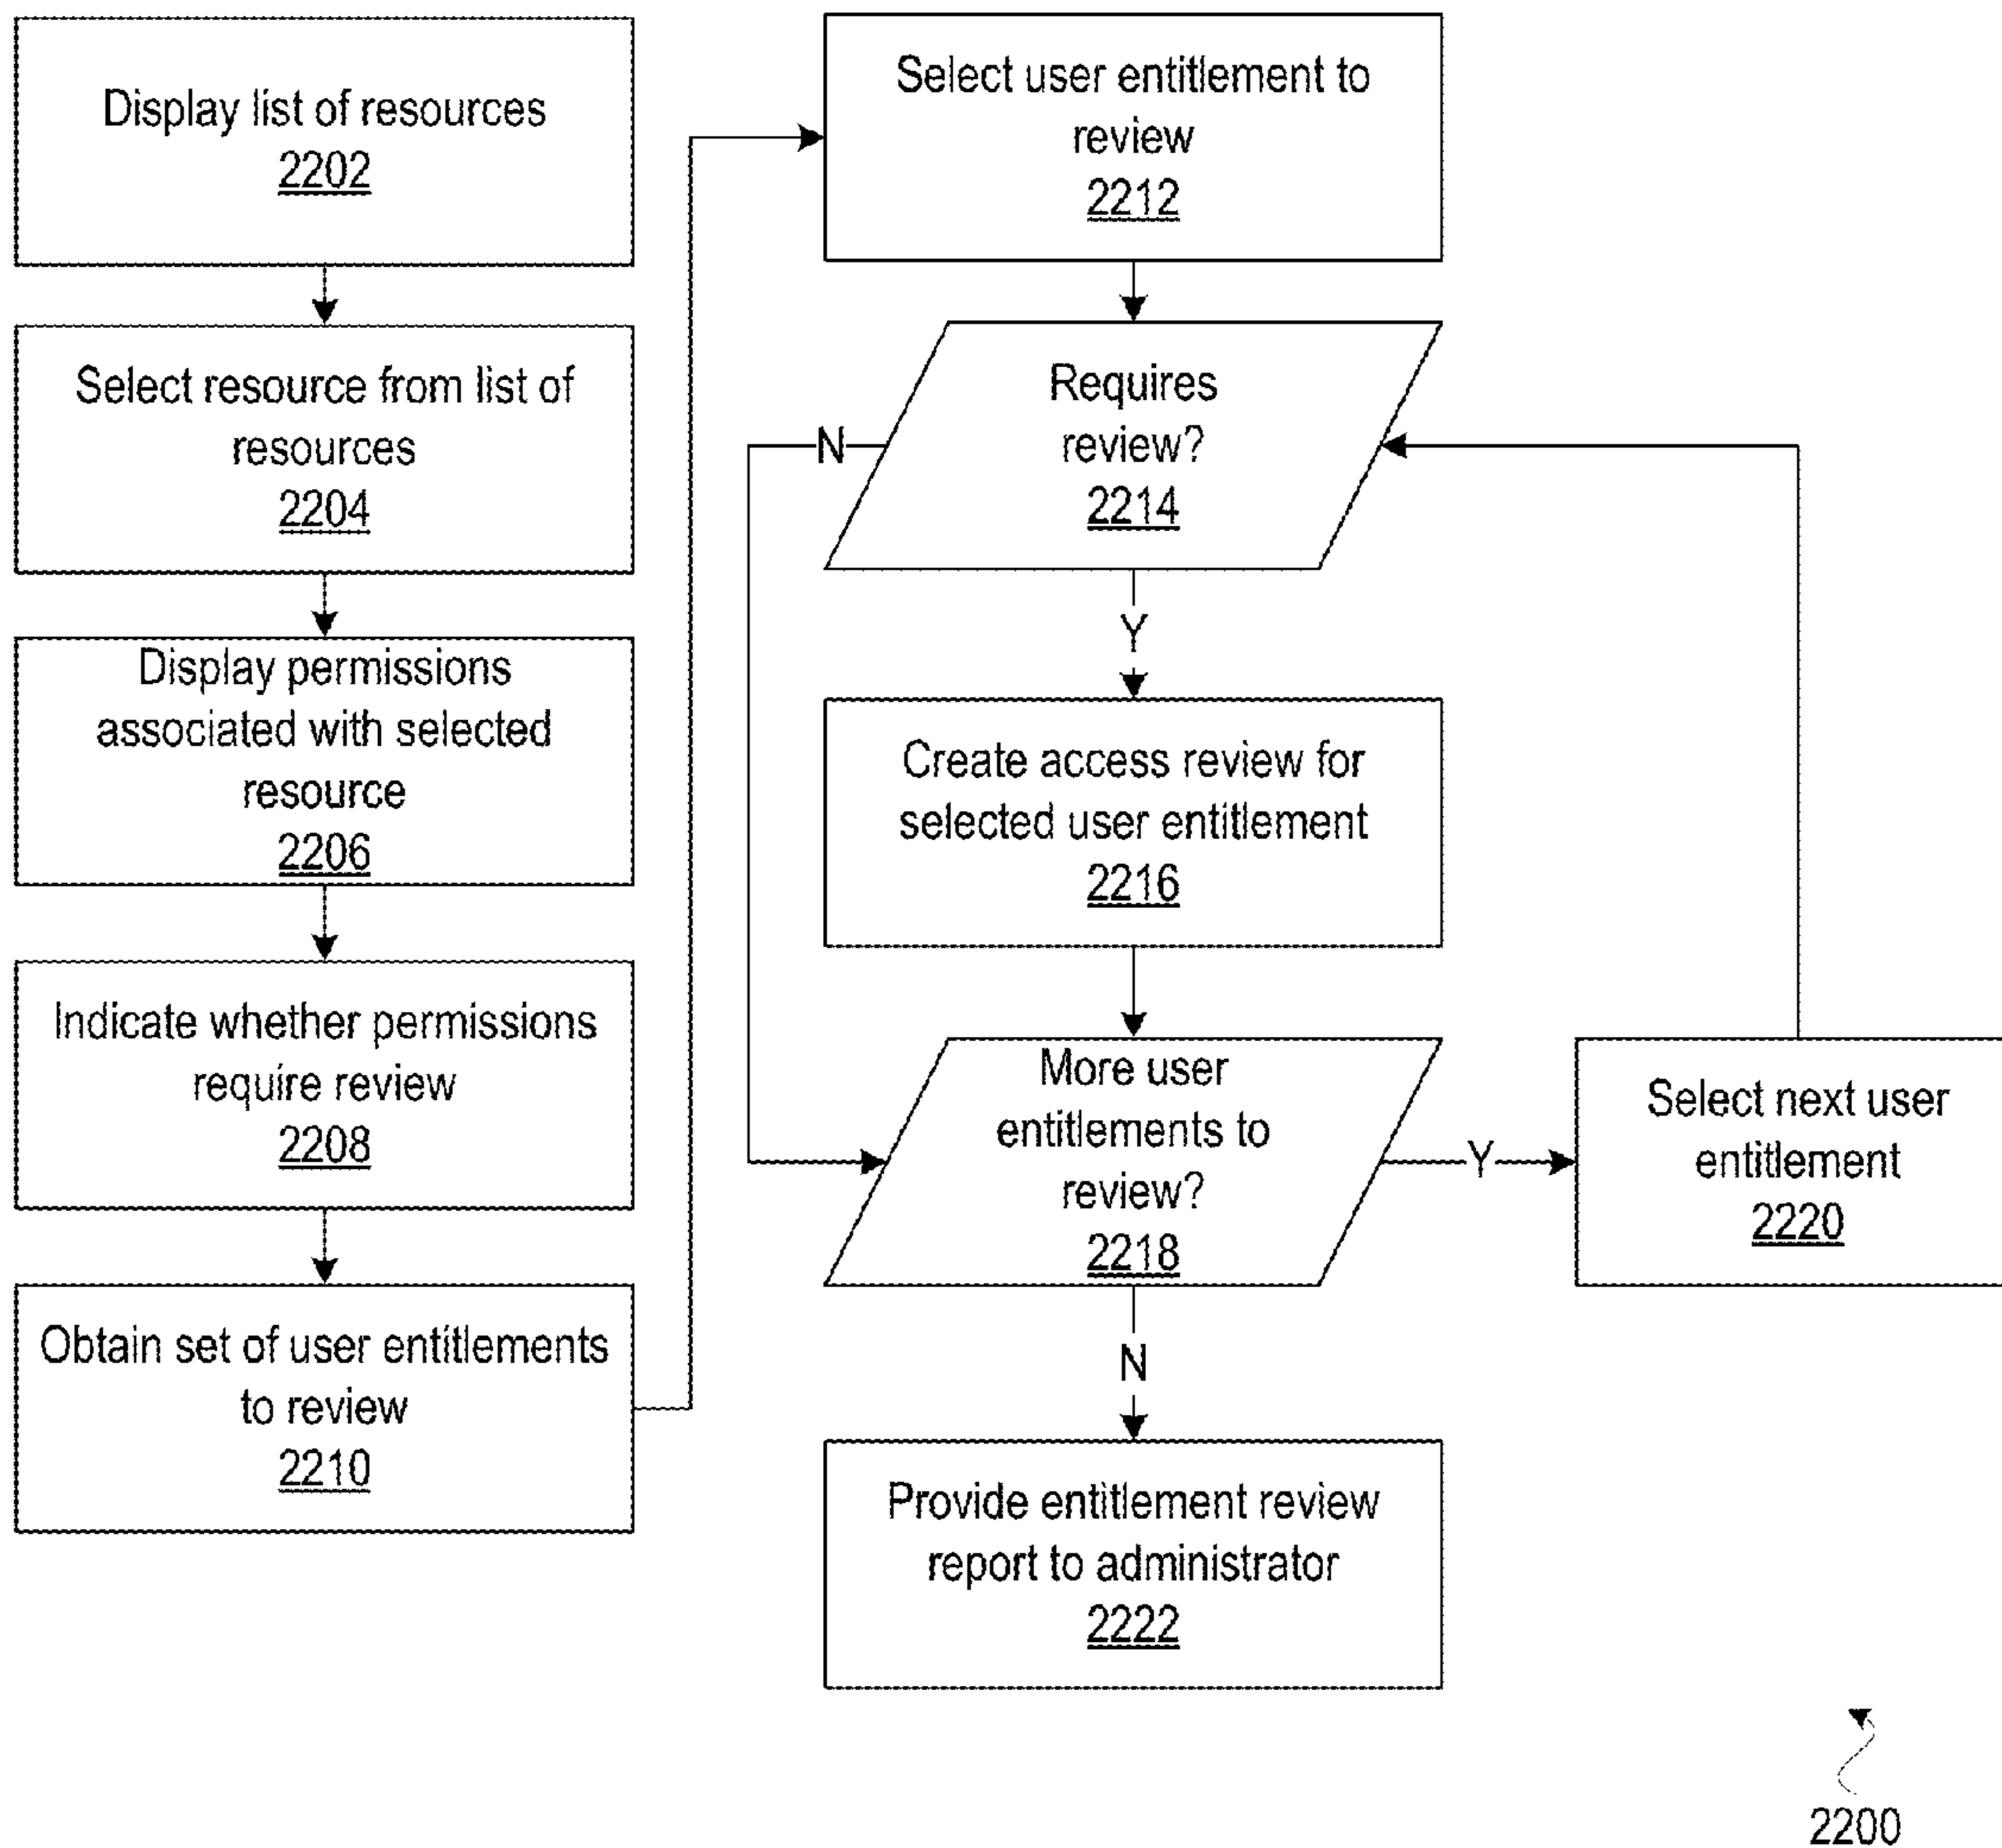 Display list of resources
2202
Select resource from list of
resources
2204
Display permissions
associated with selected
resource
2206
Indicate whether permissions
require review
2208
Obtain set of user entitlements
to review
2210
Select user entitlement to
review
2212
Requires
review?
2214
N
Y
Create access review for
selected user entitlement
2216
More user
entitlements to
review?
2218
Y
Select next user
entitlement
2220
N
Provide entitlement review
report to administrator
2222
2200